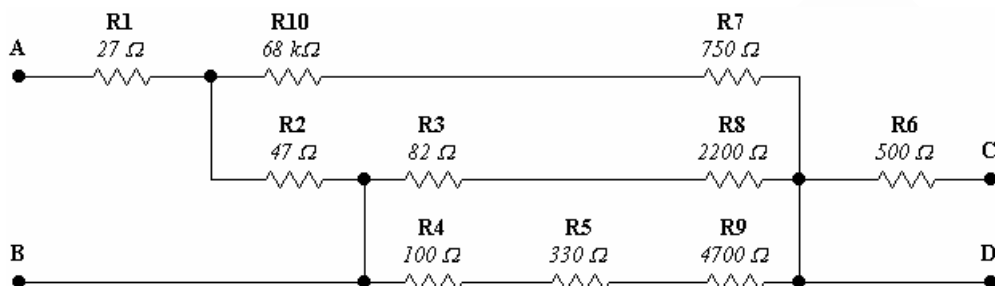 R1 R10 R7
A 27 Ω 68 kΩ 750 Ω
R2 R3 R8 R6
47 Ω 82 Ω 2200 Ω 500 Ω C
R4 R5 R9
B 100 Ω 330 Ω 4700 Ω D